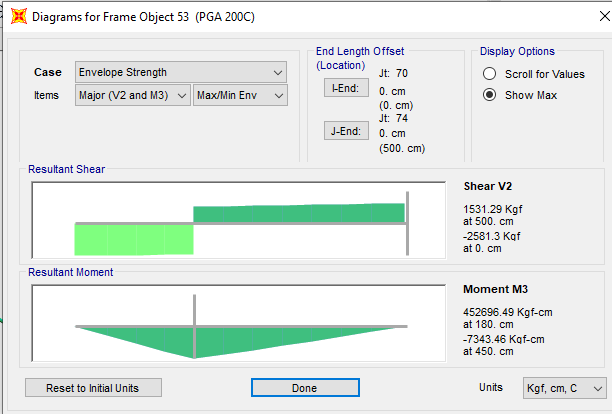 Diagrams for Frame Object 53 (PGA 200C)
Case
Envelope Strength
Items
Major (V2 and M3)
Max/Min Env
End Length Offset
(Location)
I-End:
Jt: 70
0. cm
(0. cm)
J-End:
Jt: 74
0. cm
(500. cm)
Display Options
Scroll for Values
Show Max
Resultant Shear
Shear V2
1531.29 Kgf
at 500. cm
-2581.3 Kgf
at 0. cm
Resultant Moment
Moment M3
452696.49 Kgf-cm
at 180. cm
-7343.46 Kgf-cm
at 450. cm
Reset to Initial Units
Done
Units
Kgf, cm, C